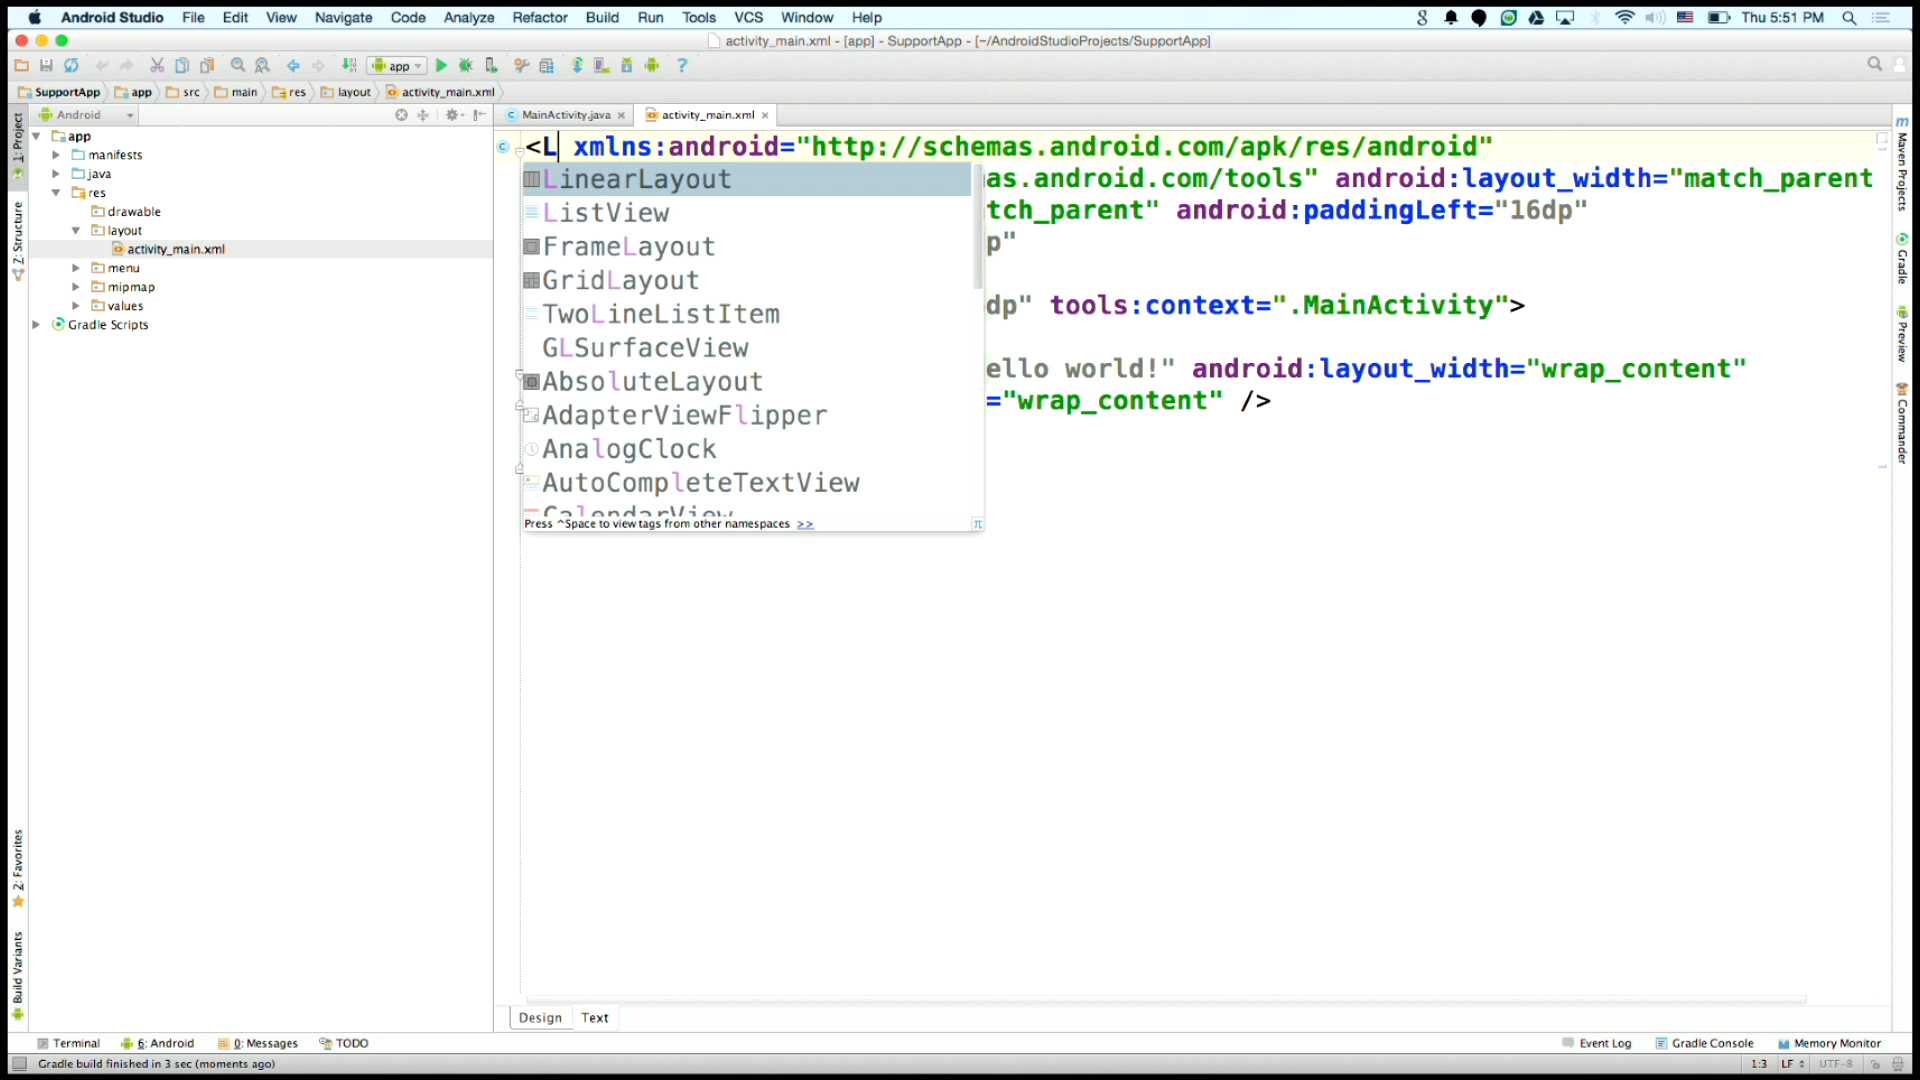 Android Studio File Edit View Navigate Code Analyze Refactor Build Run Tools VCS Window Help Thu 5:51 PM
activity_main.xml - [app] - SupportApp - [~/AndroidStudioProjects/SupportApp]
app
SupportApp app src main res layout activity_main.xml
Android
MainActivity.java activity_main.xml
1: Project
Z: Structure
2: Favorites
Build Variants
app
manifests
java
res
drawable
layout
activity_main.xml
menu
mipmap
values
Gradle Scripts
<L xmlns:android="http://schemas.android.com/apk/res/android"
as.android.com/tools" android:layout_width="match_parent
tch_parent" android:paddingLeft="16dp"
p"
dp" tools:context=".MainActivity">
ello world!" android:layout_width="wrap_content"
="wrap_content" />
LinearLayout
ListView
FrameLayout
GridLayout
TwoLineListItem
GLSurfaceView
AbsoluteLayout
AdapterViewFlipper
AnalogClock
AutoCompleteTextView
CalendarView
Press ^Space to view tags from other namespaces >> π
m Maven Projects
Gradle
Preview
Commander
Design Text
Terminal 6: Android 0: Messages TODO Event Log Gradle Console Memory Monitor
Gradle build finished in 3 sec (moments ago) 1:3 LF UTF-8